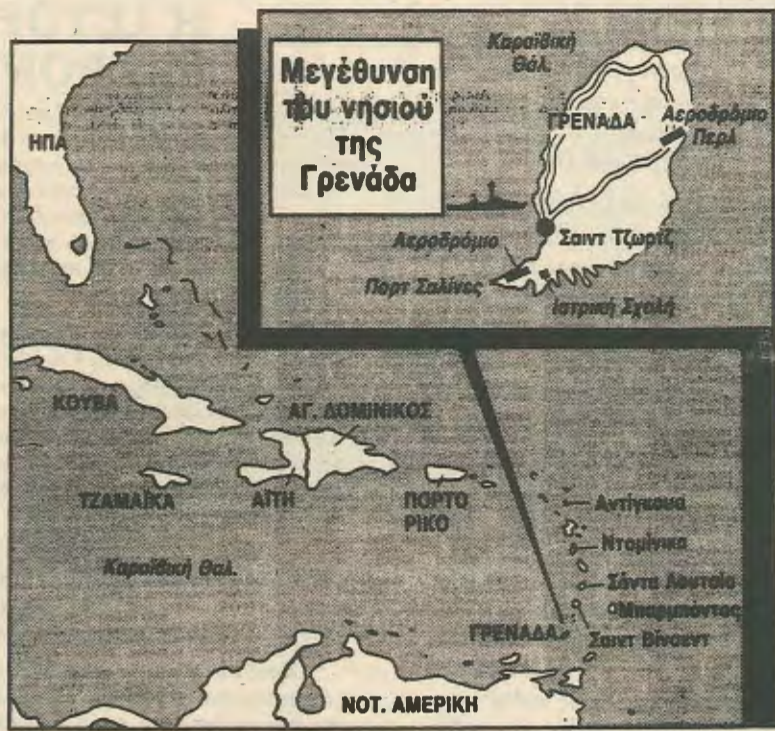 Μεγέθυνση
του νησιού
της
Γρενάδα
Καραϊβική
Θάλ.
ΓΡΕΝΑΔΑ
Αεροδρόμιο
Περλ
Σαιντ Τζωρτζ
Αεροδρόμιο
Πορτ Σαλίνες
Ιατρική Σχολή
ΗΠΑ
ΚΟΥΒΑ
ΑΓ. ΔΟΜΙΝΙΚΟΣ
ΤΖΑΜΑΪΚΑ
ΑΪΤΗ
ΠΟΡΤΟ
ΡΙΚΟ
Καραϊβική Θαλ.
Αντίγκουα
Ντομίνικα
Σάντα Λουτσία
Μπαρμπάντος
ΓΡΕΝΑΔΑ
Σαιντ Βίνσεντ
ΝΟΤ. ΑΜΕΡΙΚΗ